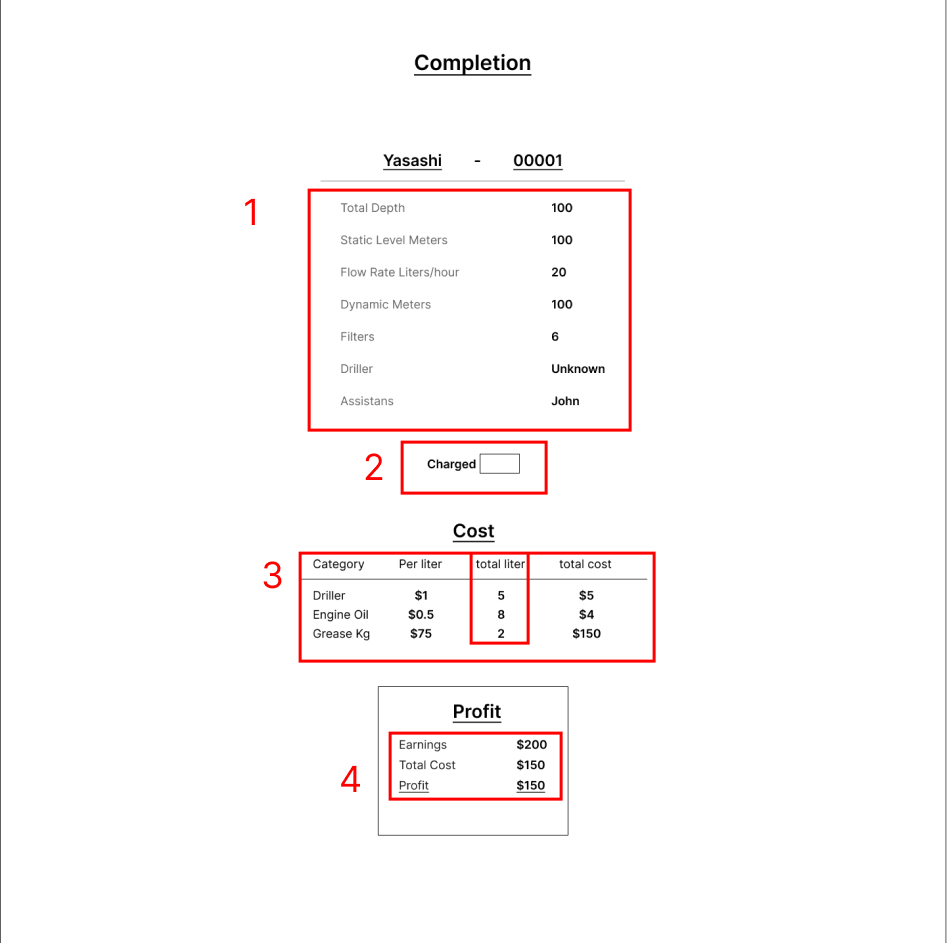 Completion
Yasashi - 00001
1
Total Depth 100
Static Level Meters 100
Flow Rate Liters/hour 20
Dynamic Meters 100
Filters 6
Driller Unknown
Assistans John
2
Charged
Cost
3
Category Per liter total liter total cost
Driller $1 5 $5
Engine Oil $0.5 8 $4
Grease Kg $75 2 $150
Profit
4
Earnings $200
Total Cost $150
Profit $150